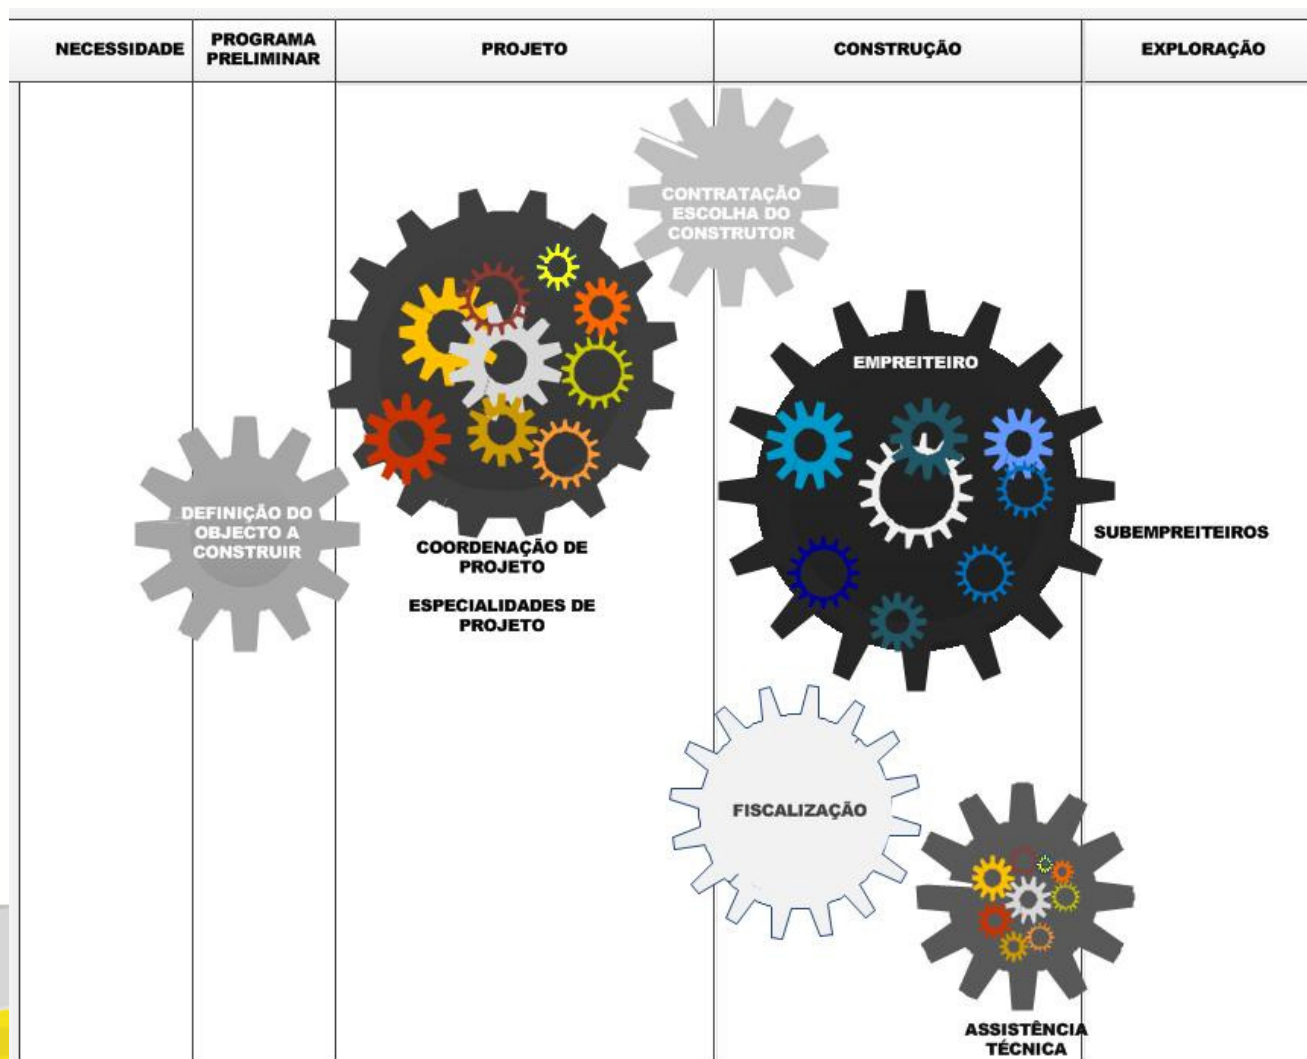 NECESSIDADE
PROGRAMA
PRELIMINAR
PROJETO
CONSTRUÇÃO
EXPLORAÇÃO
CONTRATAÇÃO
ESCOLHA DO
CONSTRUTOR
EMPREITEIRO
DEFINIÇÃO DO
OBJECTO A
CONSTRUIR
SUBEMPREITEIROS
COORDENAÇÃO DE
PROJETO
ESPECIALIDADES DE
PROJETO
FISCALIZAÇÃO
ASSISTÊNCIA
TÉCNICA